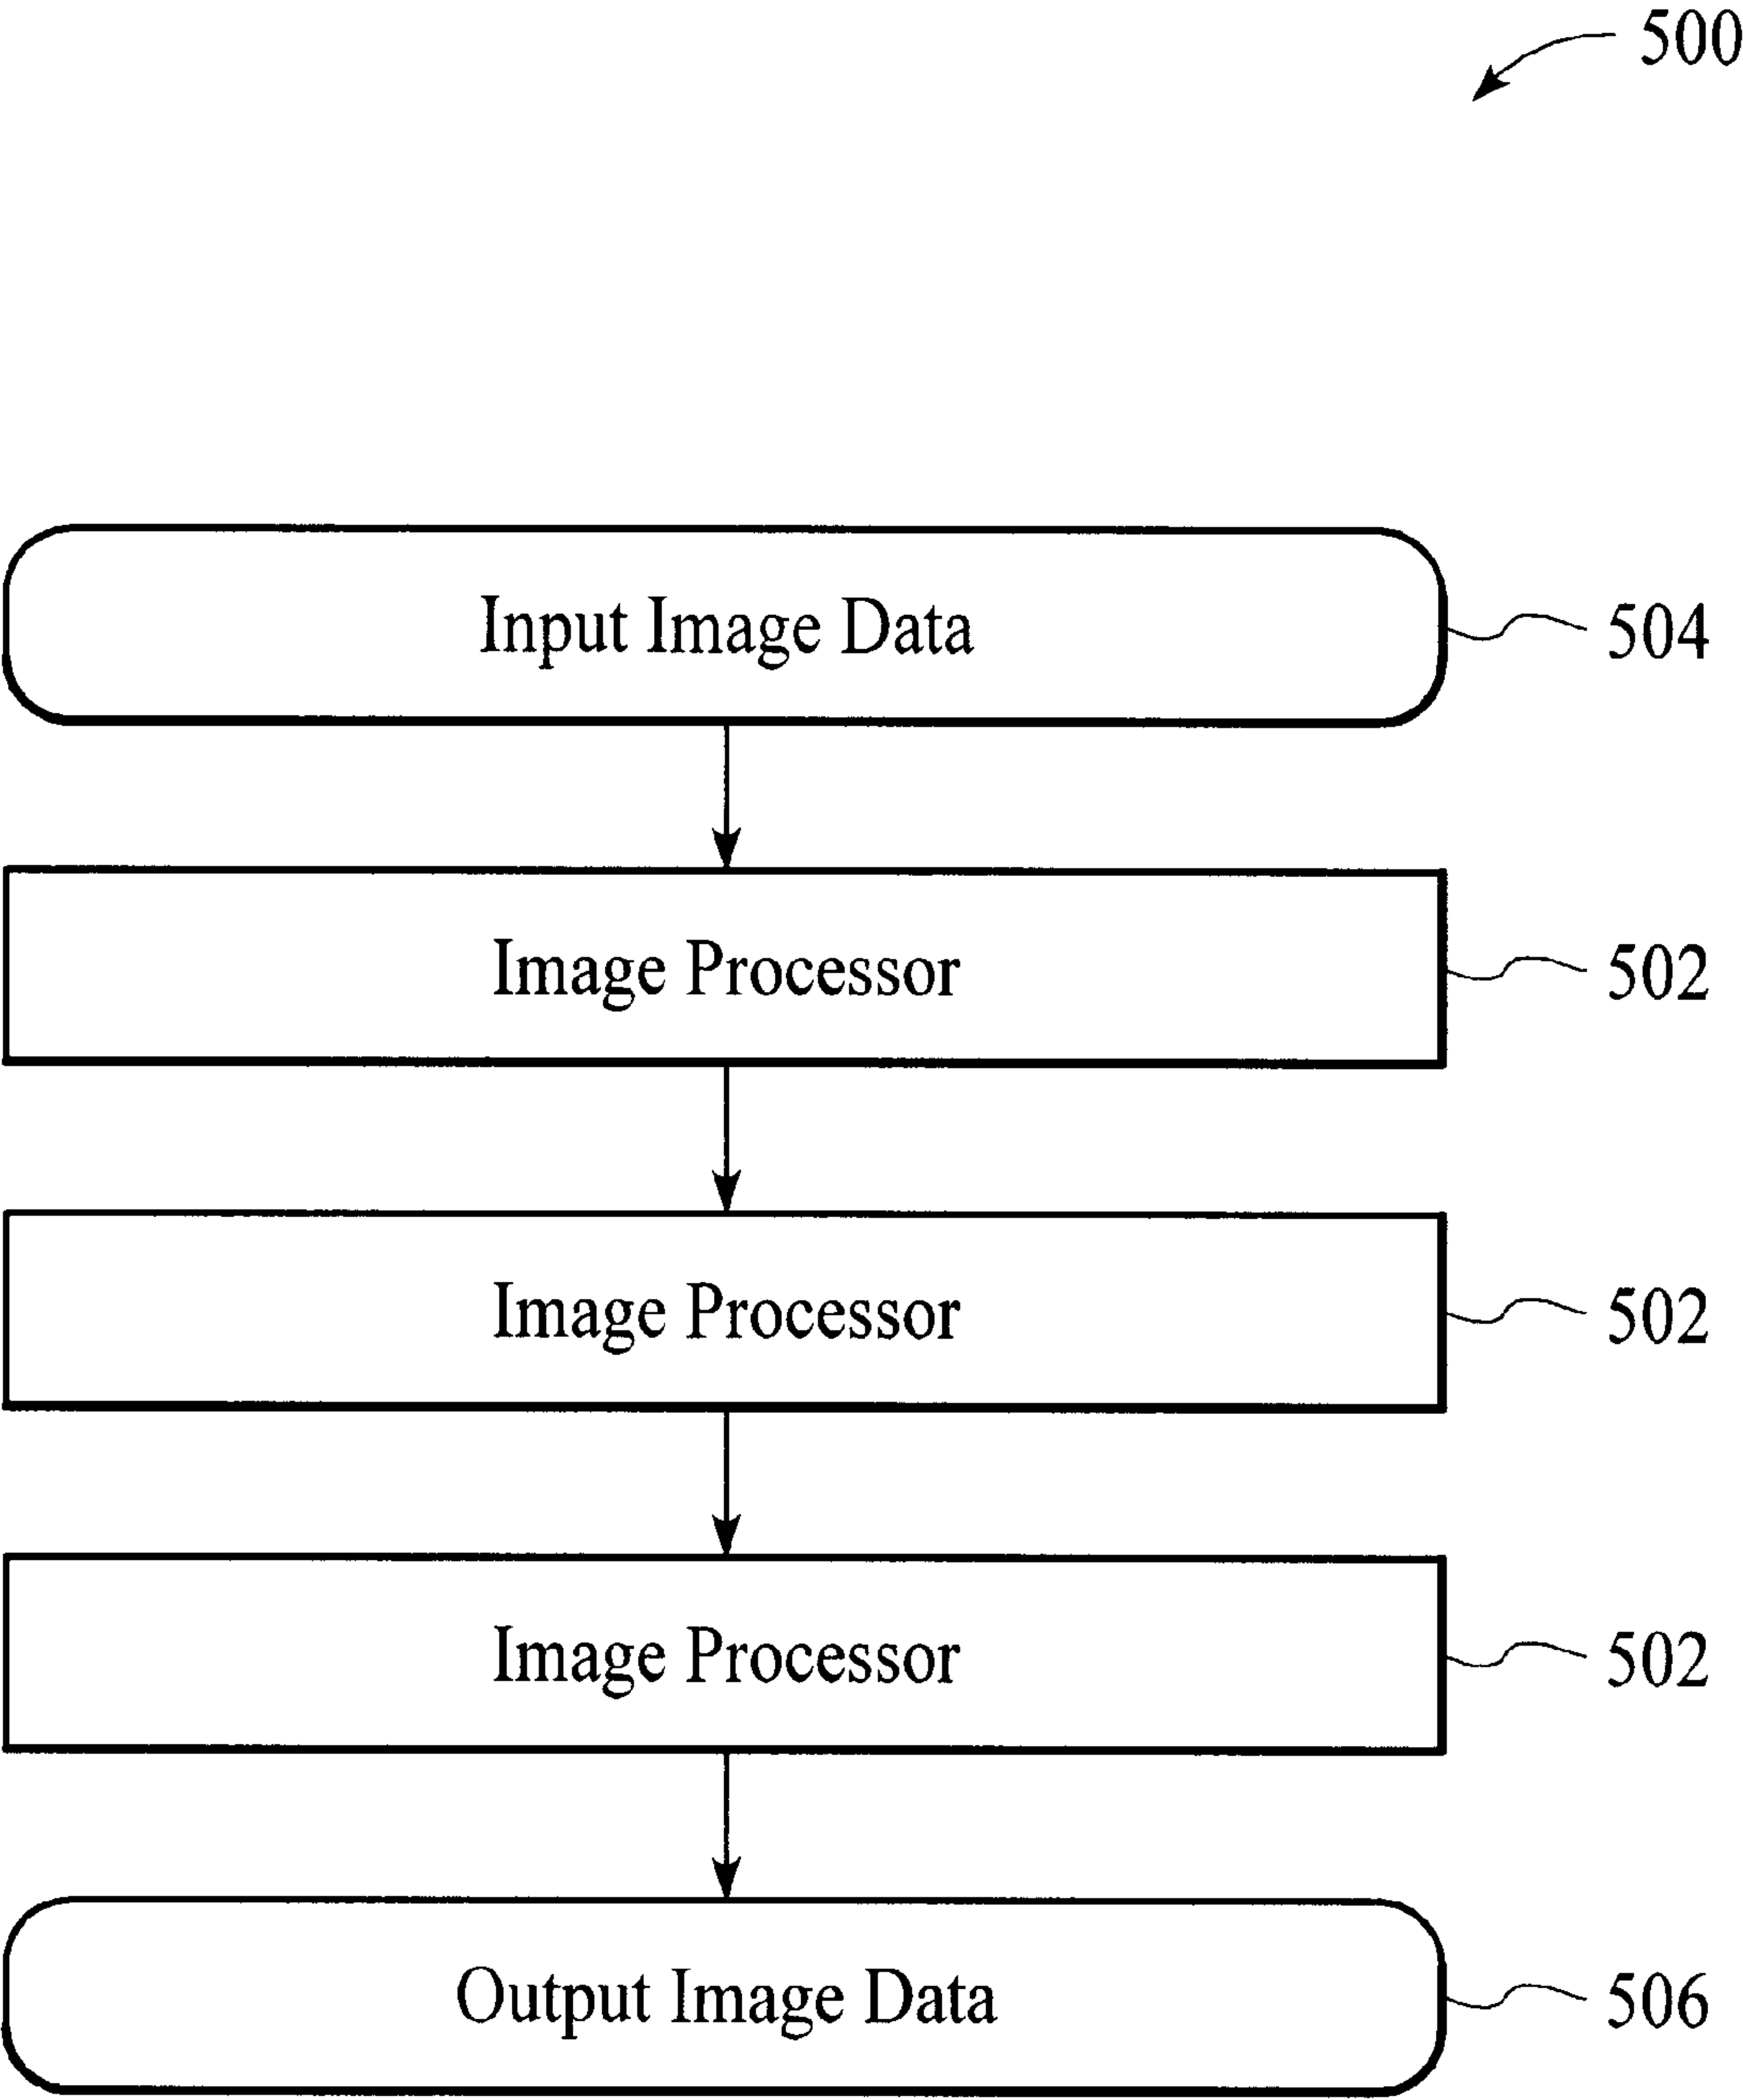 500
Input Image Data 504
Image Processor 502
Image Processor 502
Image Processor 502
Output Image Data 506